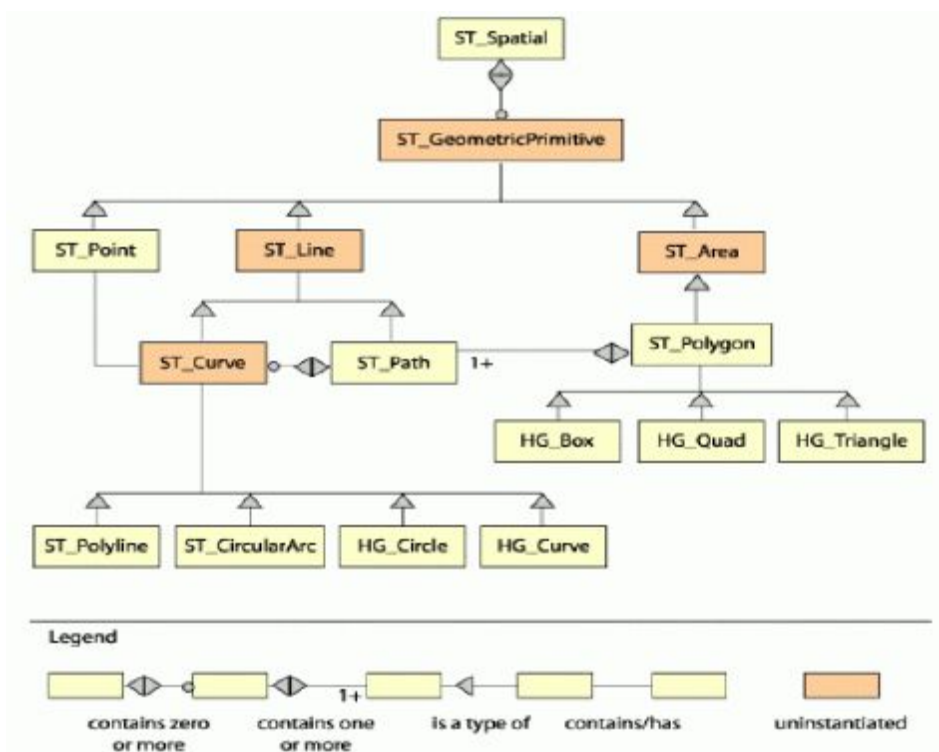 ST_Spatial
ST_GeometricPrimitive
ST_Point
ST_Line
ST_Area
ST_Curve
ST_Path
1+
ST_Polygon
HG_Box
HG_Quad
HG_Triangle
ST_Polyline
ST_CircularArc
HG_Circle
HG_Curve
Legend
1+
contains zero
or more
contains one
or more
is a type of
contains/has
uninstantiated